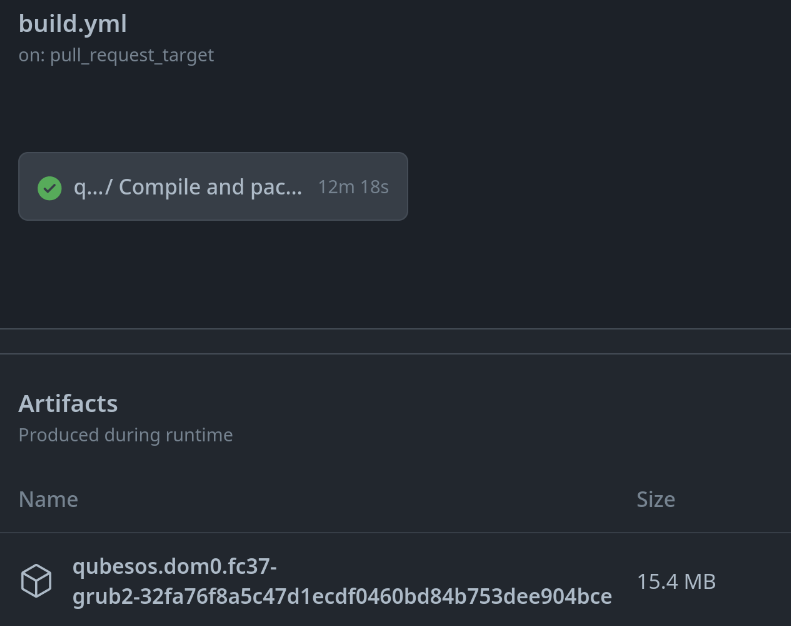 build.yml
on: pull_request_target
q.../ Compile and pac... 12m 18s
Artifacts
Produced during runtime
Name Size
qubesos.dom0.fc37-
grub2-32fa76f8a5c47d1ecdf0460bd84b753dee904bce 15.4 MB